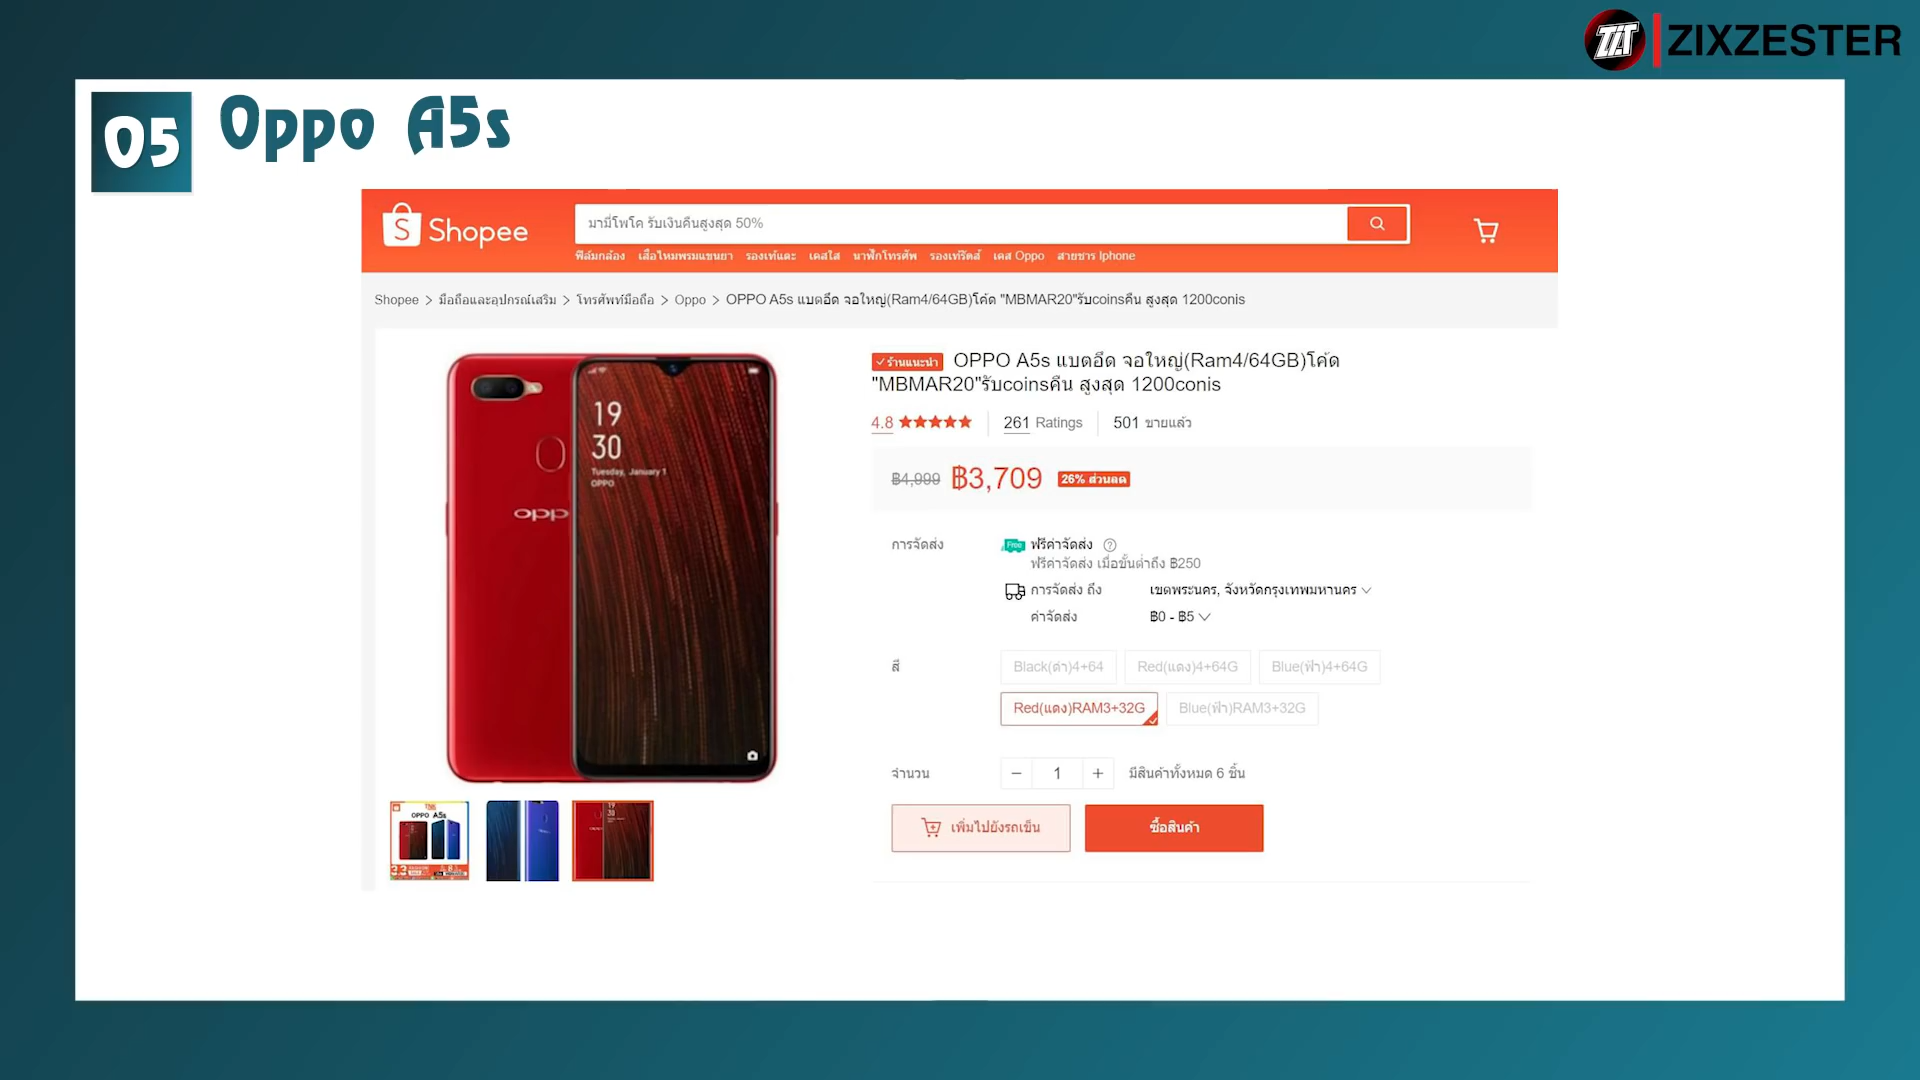 ZIT ZIXZESTER
05 Oppo A5s
Shopee
มามี่โพโค รับเงินคืนสูงสุด 50%
ฟิล์มกล้อง เสื้อไหมพรมแขนยาว รองเท้าแตะ เคสใส นาฬิกาโทรศัพ รองเท้ารัดส้ เคส Oppo สายชาร Iphone
Shopee > มือถือและอุปกรณ์เสริม > โทรศัพท์มือถือ > Oppo > OPPO A5s แบตอึด จอใหญ่(Ram4/64GB)โค้ด "MBMAR20"รับcoinsคืน สูงสุด 1200conis
ร้านแนะนำ OPPO A5s แบตอึด จอใหญ่(Ram4/64GB)โค้ด
"MBMAR20"รับcoinsคืน สูงสุด 1200conis
4.8 261 Ratings 501 ขายแล้ว
฿4,999 ฿3,709 26% ส่วนลด
การจัดส่ง Free ฟรีค่าจัดส่ง
ฟรีค่าจัดส่ง เมื่อขั้นต่ำถึง ฿250
การจัดส่ง ถึง เขตพระนคร, จังหวัดกรุงเทพมหานคร
ค่าจัดส่ง ฿0 - ฿5
สี Black(ดำ)4+64 Red(แดง)4+64G Blue(ฟ้า)4+64G
Red(แดง)RAM3+32G Blue(ฟ้า)RAM3+32G
จำนวน − 1 + มีสินค้าทั้งหมด 6 ชิ้น
เพิ่มไปยังรถเข็น ซื้อสินค้า
19
30
Tuesday, January 1
OPPO
oppo
OPPO A5s
3.3